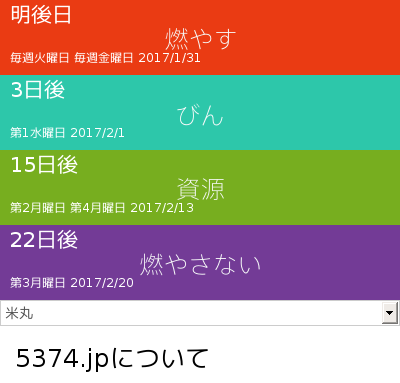 明後日
燃やす
毎週火曜日 毎週金曜日 2017/1/31
3日後
びん
第1水曜日 2017/2/1
15日後
資源
第2月曜日 第4月曜日 2017/2/13
22日後
燃やさない
第3月曜日 2017/2/20
米丸
5374.jpについて